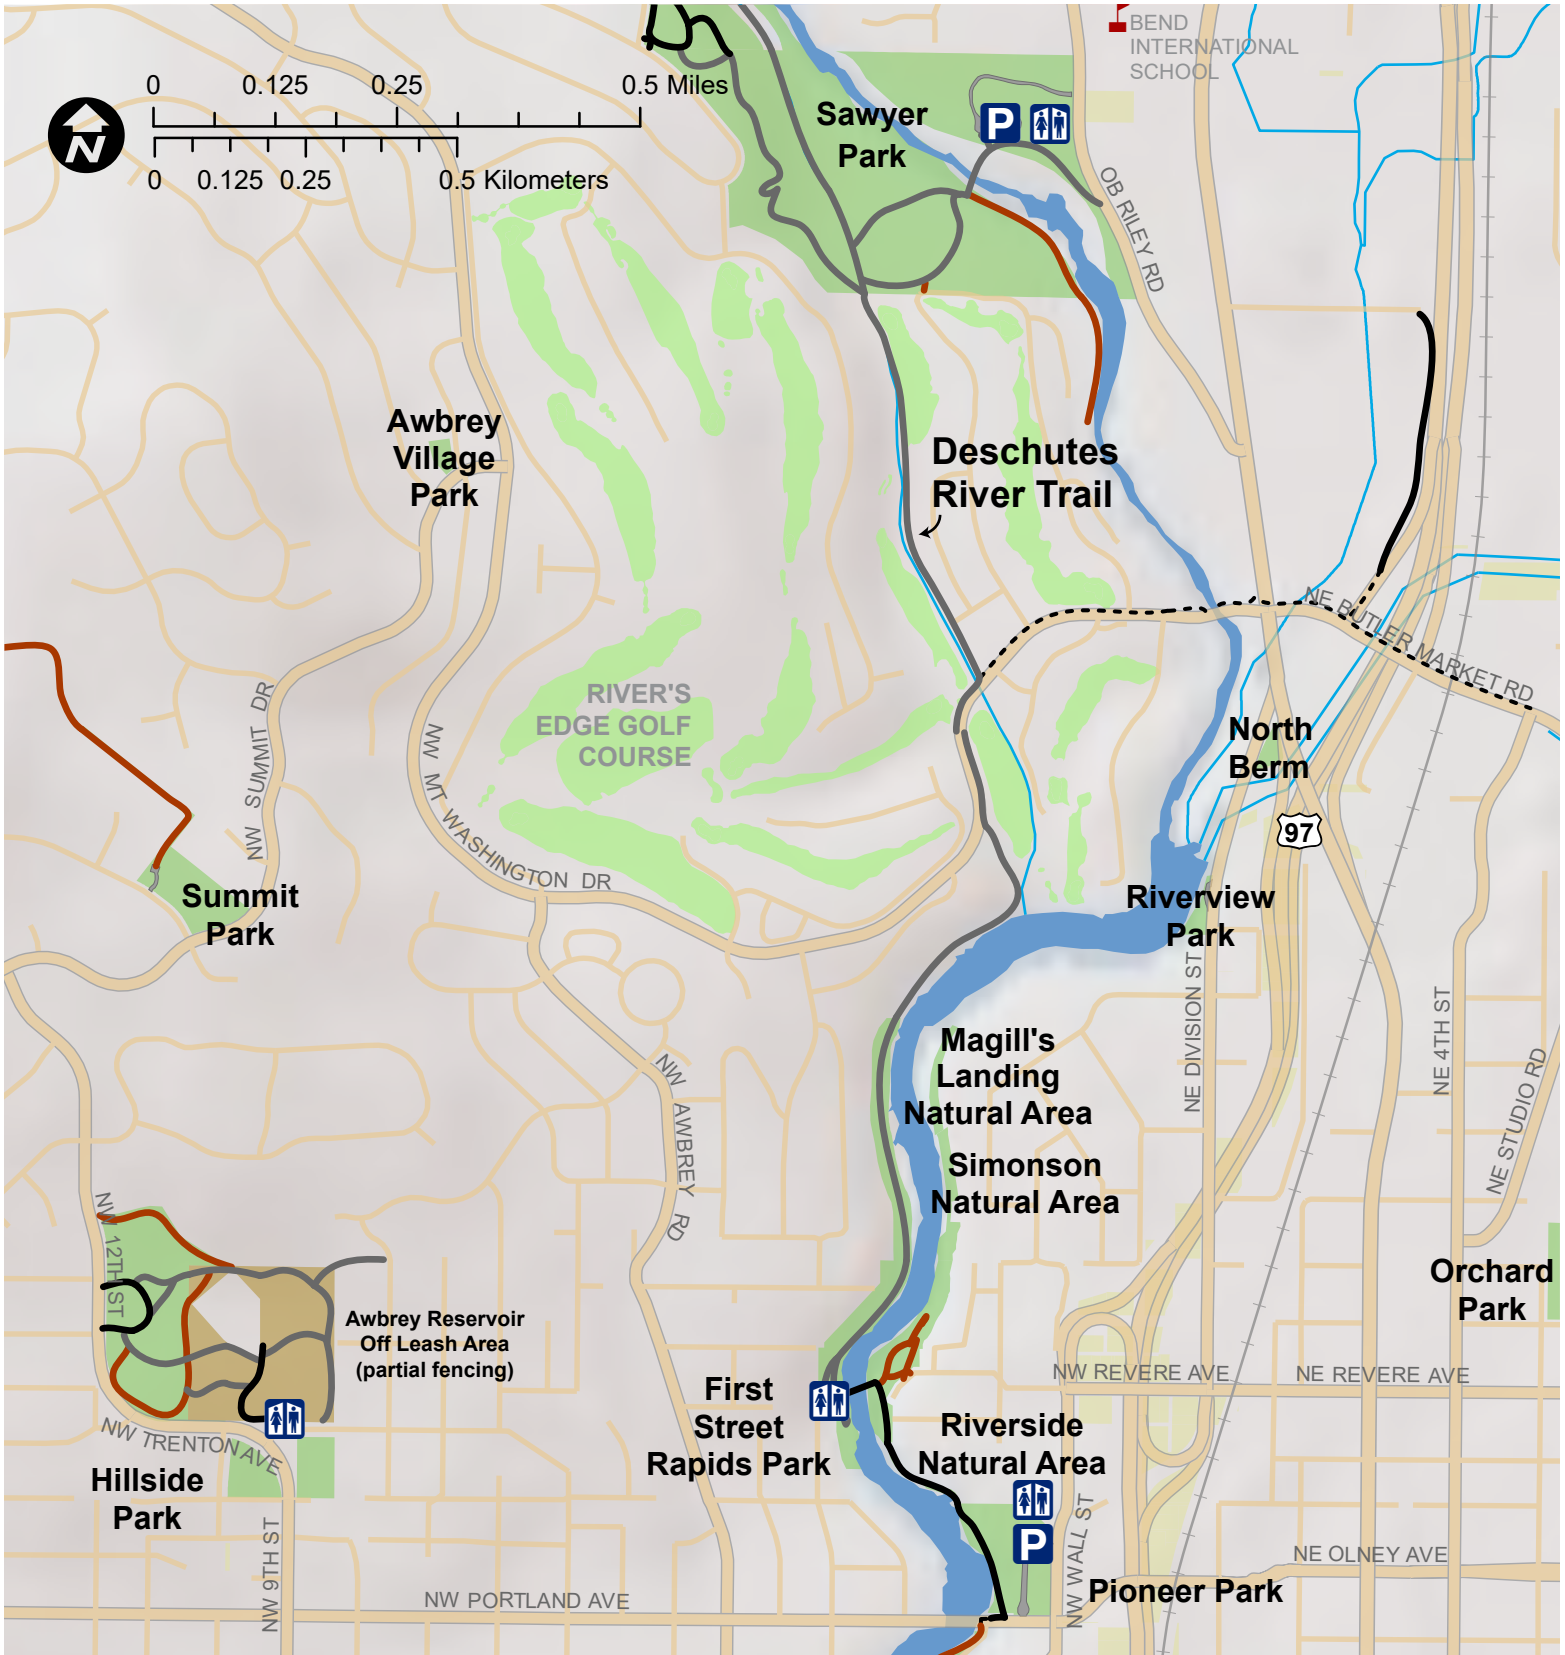 BEND
INTERNATIONAL
SCHOOL
0 0.125 0.25 0.5 Miles
N
0 0.125 0.25 0.5 Kilometers
Sawyer
Park
P
OB RILEY RD
Awbrey
Village
Park
Deschutes
River Trail
NE BUTLER MARKET RD
RIVER'S
EDGE GOLF
COURSE
NW SUMMIT DR
NW MT WASHINGTON DR
North
Berm
97
Summit
Park
Riverview
Park
NE DIVISION ST
NE 4TH ST
NE STUDIO RD
Magill's
Landing
Natural Area
NW AWBREY RD
Simonson
Natural Area
NW 12TH ST
Orchard
Park
Awbrey Reservoir
Off Leash Area
(partial fencing)
NW REVERE AVE
NE REVERE AVE
First
Street
Rapids Park
Riverside
Natural Area
NW TRENTON AVE
Hillside
Park
P
NW WALL ST
NW 9TH ST
NE OLNEY AVE
Pioneer Park
NW PORTLAND AVE